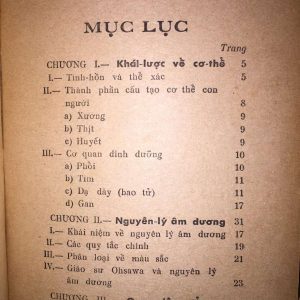 MỤC LỤC
Trang
CHƯƠNG I.— Khái-lược về cơ-thể 5
I.— Tinh-hồn và thể xác 5
II.— Thành phần cấu tạo cơ thể con
người 8
a) Xương 9
b) Thịt 9
c) Huyết 9
III.— Cơ quan dinh dưỡng 10
a) Phổi 10
b) Tim 11
c) Dạ dày (bao tử) 11
d) Gan 17
CHƯƠNG II.— Nguyên-lý âm dương 31
I.— Khái niệm về nguyên lý âm dương 17
II.— Các quy tắc chính 19
III.— Phân loại về màu sắc 21
IV.— Giáo sư Ohsawa và nguyên lý
âm dương 23
CHƯƠNG III.—